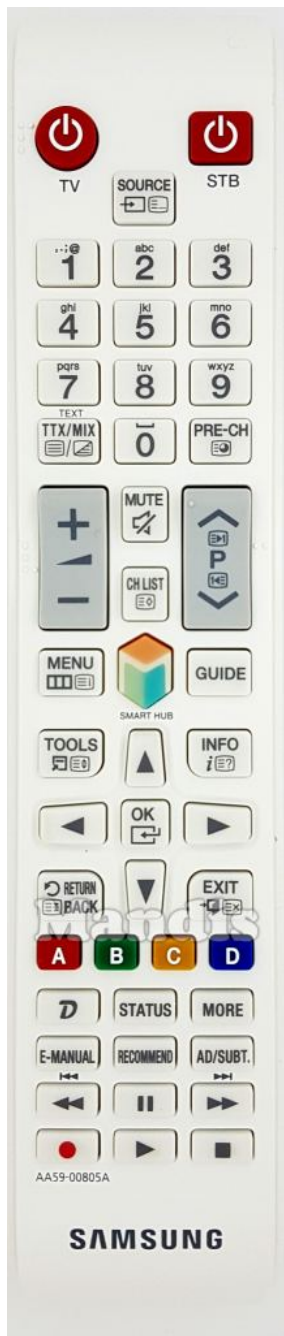 TV STB
SOURCE
.,-;@ abc def
1 2 3
ghi jkl mno
4 5 6
pqrs tuv wxyz
7 8 9
TEXT
TTX/MIX 0 PRE-CH
MUTE
+ P
−
CH LIST
MENU GUIDE
SMART HUB
TOOLS INFO
i ?
OK
RETURN EXIT
BACK
Mandis
A B C D
D STATUS MORE
E-MANUAL RECOMMEND AD/SUBT.
AA59-00805A
SAMSUNG